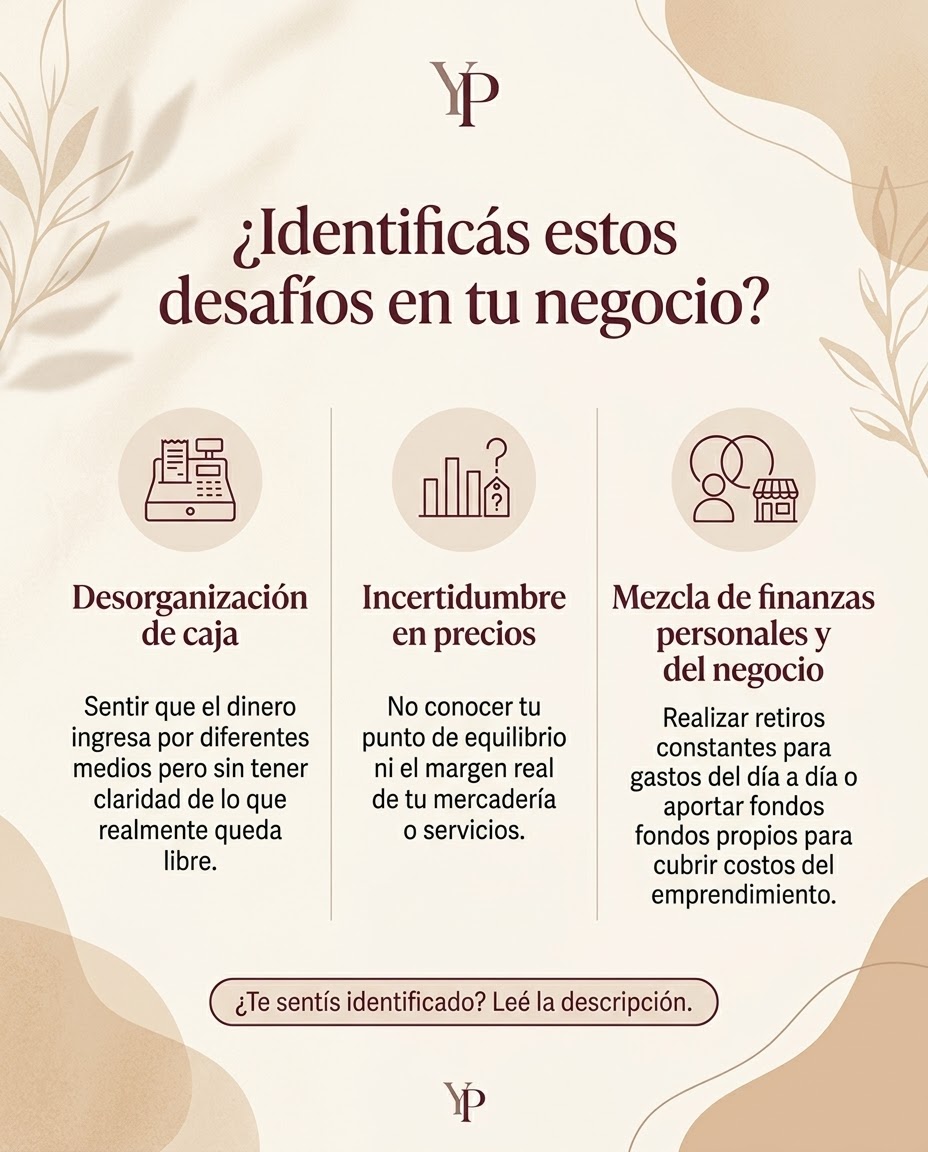 YP
¿Identificás estos
desafíos en tu negocio?
Desorganización
de caja
Sentir que el dinero
ingresa por diferentes
medios pero sin tener
claridad de lo que
realmente queda
libre.
Incertidumbre
en precios
No conocer tu
punto de equilibrio
ni el margen real
de tu mercadería
o servicios.
Mezcla de finanzas
personales y
del negocio
Realizar retiros
constantes para
gastos del día a día o
aportar fondos
fondos propios para
cubrir costos del
emprendimiento.
¿Te sentís identificado? Leé la descripción.
YP